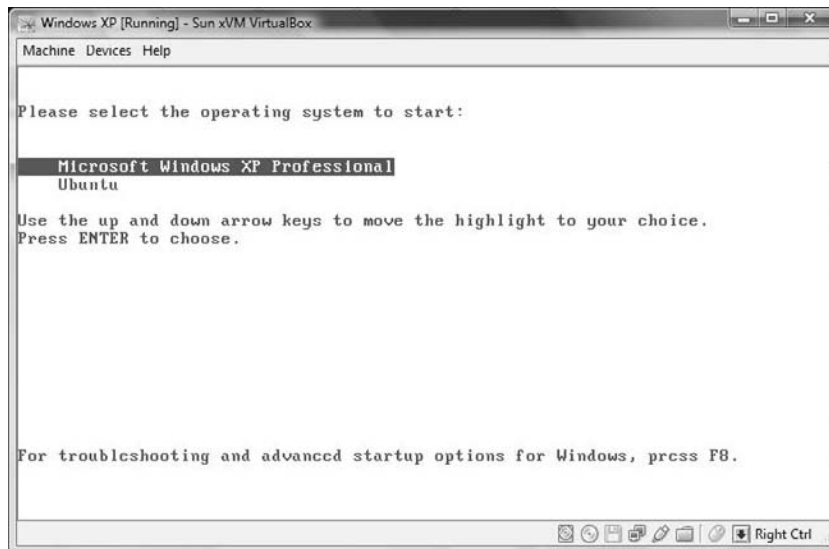 Windows XP [Running] - Sun xVM VirtualBox
Machine Devices Help
Please select the operating system to start:
Microsoft Windows XP Professional
Ubuntu
Use the up and down arrow keys to move the highlight to your choice.
Press ENTER to choose.
For troubleshooting and advanced startup options for Windows, press F8.
Right Ctrl